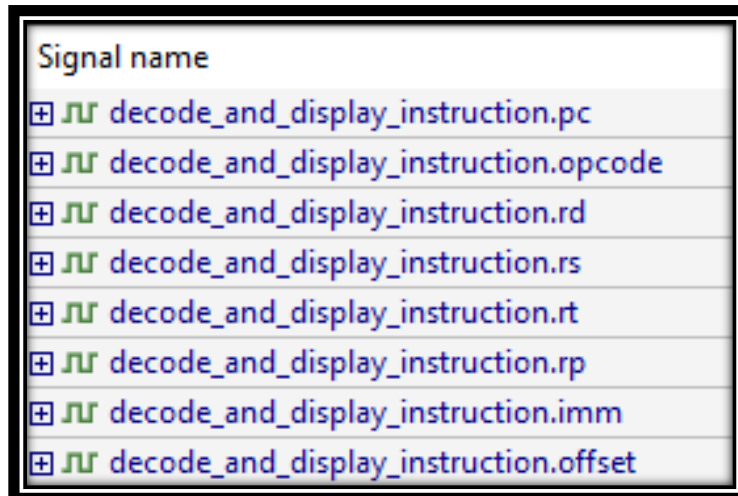 Signal name
decode_and_display_instruction.pc
decode_and_display_instruction.opcode
decode_and_display_instruction.rd
decode_and_display_instruction.rs
decode_and_display_instruction.rt
decode_and_display_instruction.rp
decode_and_display_instruction.imm
decode_and_display_instruction.offset